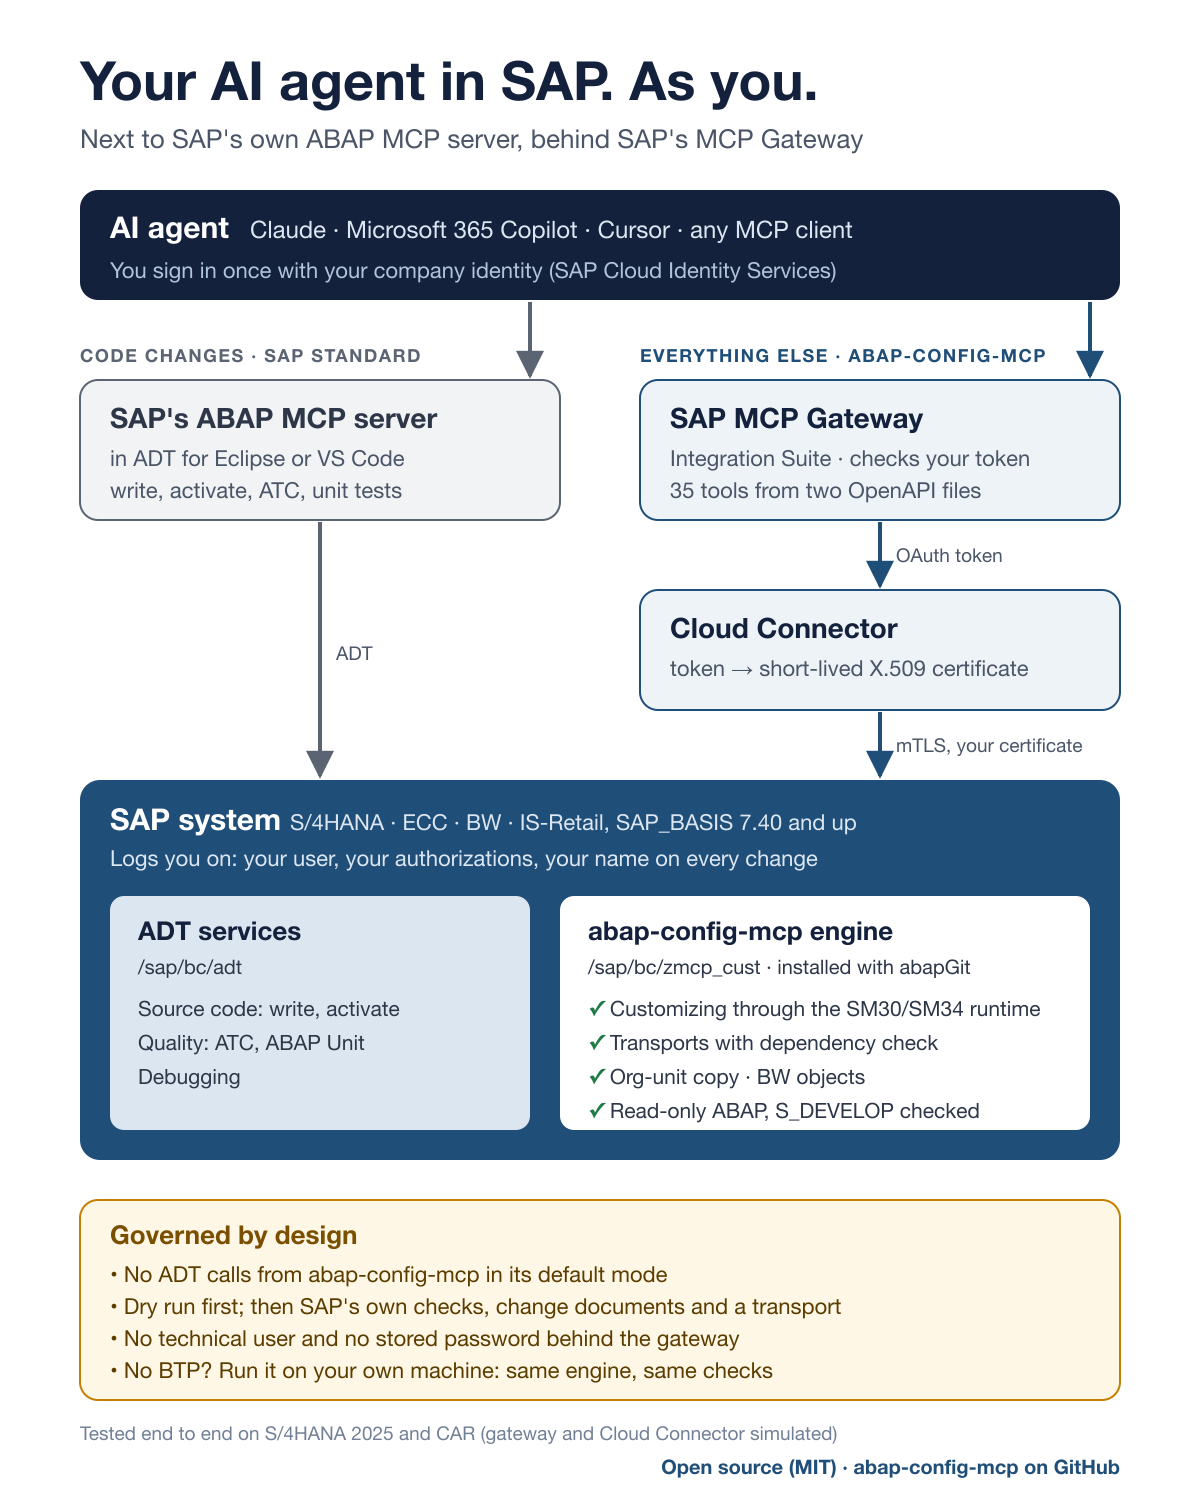 Your AI agent in SAP. As you.
Next to SAP's own ABAP MCP server, behind SAP's MCP Gateway
AI agent Claude · Microsoft 365 Copilot · Cursor · any MCP client
You sign in once with your company identity (SAP Cloud Identity Services)
CODE CHANGES · SAP STANDARD
SAP's ABAP MCP server
in ADT for Eclipse or VS Code
write, activate, ATC, unit tests
ADT
EVERYTHING ELSE · ABAP-CONFIG-MCP
SAP MCP Gateway
Integration Suite · checks your token
35 tools from two OpenAPI files
OAuth token
Cloud Connector
token → short-lived X.509 certificate
mTLS, your certificate
SAP system S/4HANA · ECC · BW · IS-Retail, SAP_BASIS 7.40 and up
Logs you on: your user, your authorizations, your name on every change
ADT services
/sap/bc/adt
Source code: write, activate
Quality: ATC, ABAP Unit
Debugging
abap-config-mcp engine
/sap/bc/zmcp_cust · installed with abapGit
✓ Customizing through the SM30/SM34 runtime
✓ Transports with dependency check
✓ Org-unit copy · BW objects
✓ Read-only ABAP, S_DEVELOP checked
Governed by design
• No ADT calls from abap-config-mcp in its default mode
• Dry run first; then SAP's own checks, change documents and a transport
• No technical user and no stored password behind the gateway
• No BTP? Run it on your own machine: same engine, same checks
Tested end to end on S/4HANA 2025 and CAR (gateway and Cloud Connector simulated)
Open source (MIT) · abap-config-mcp on GitHub